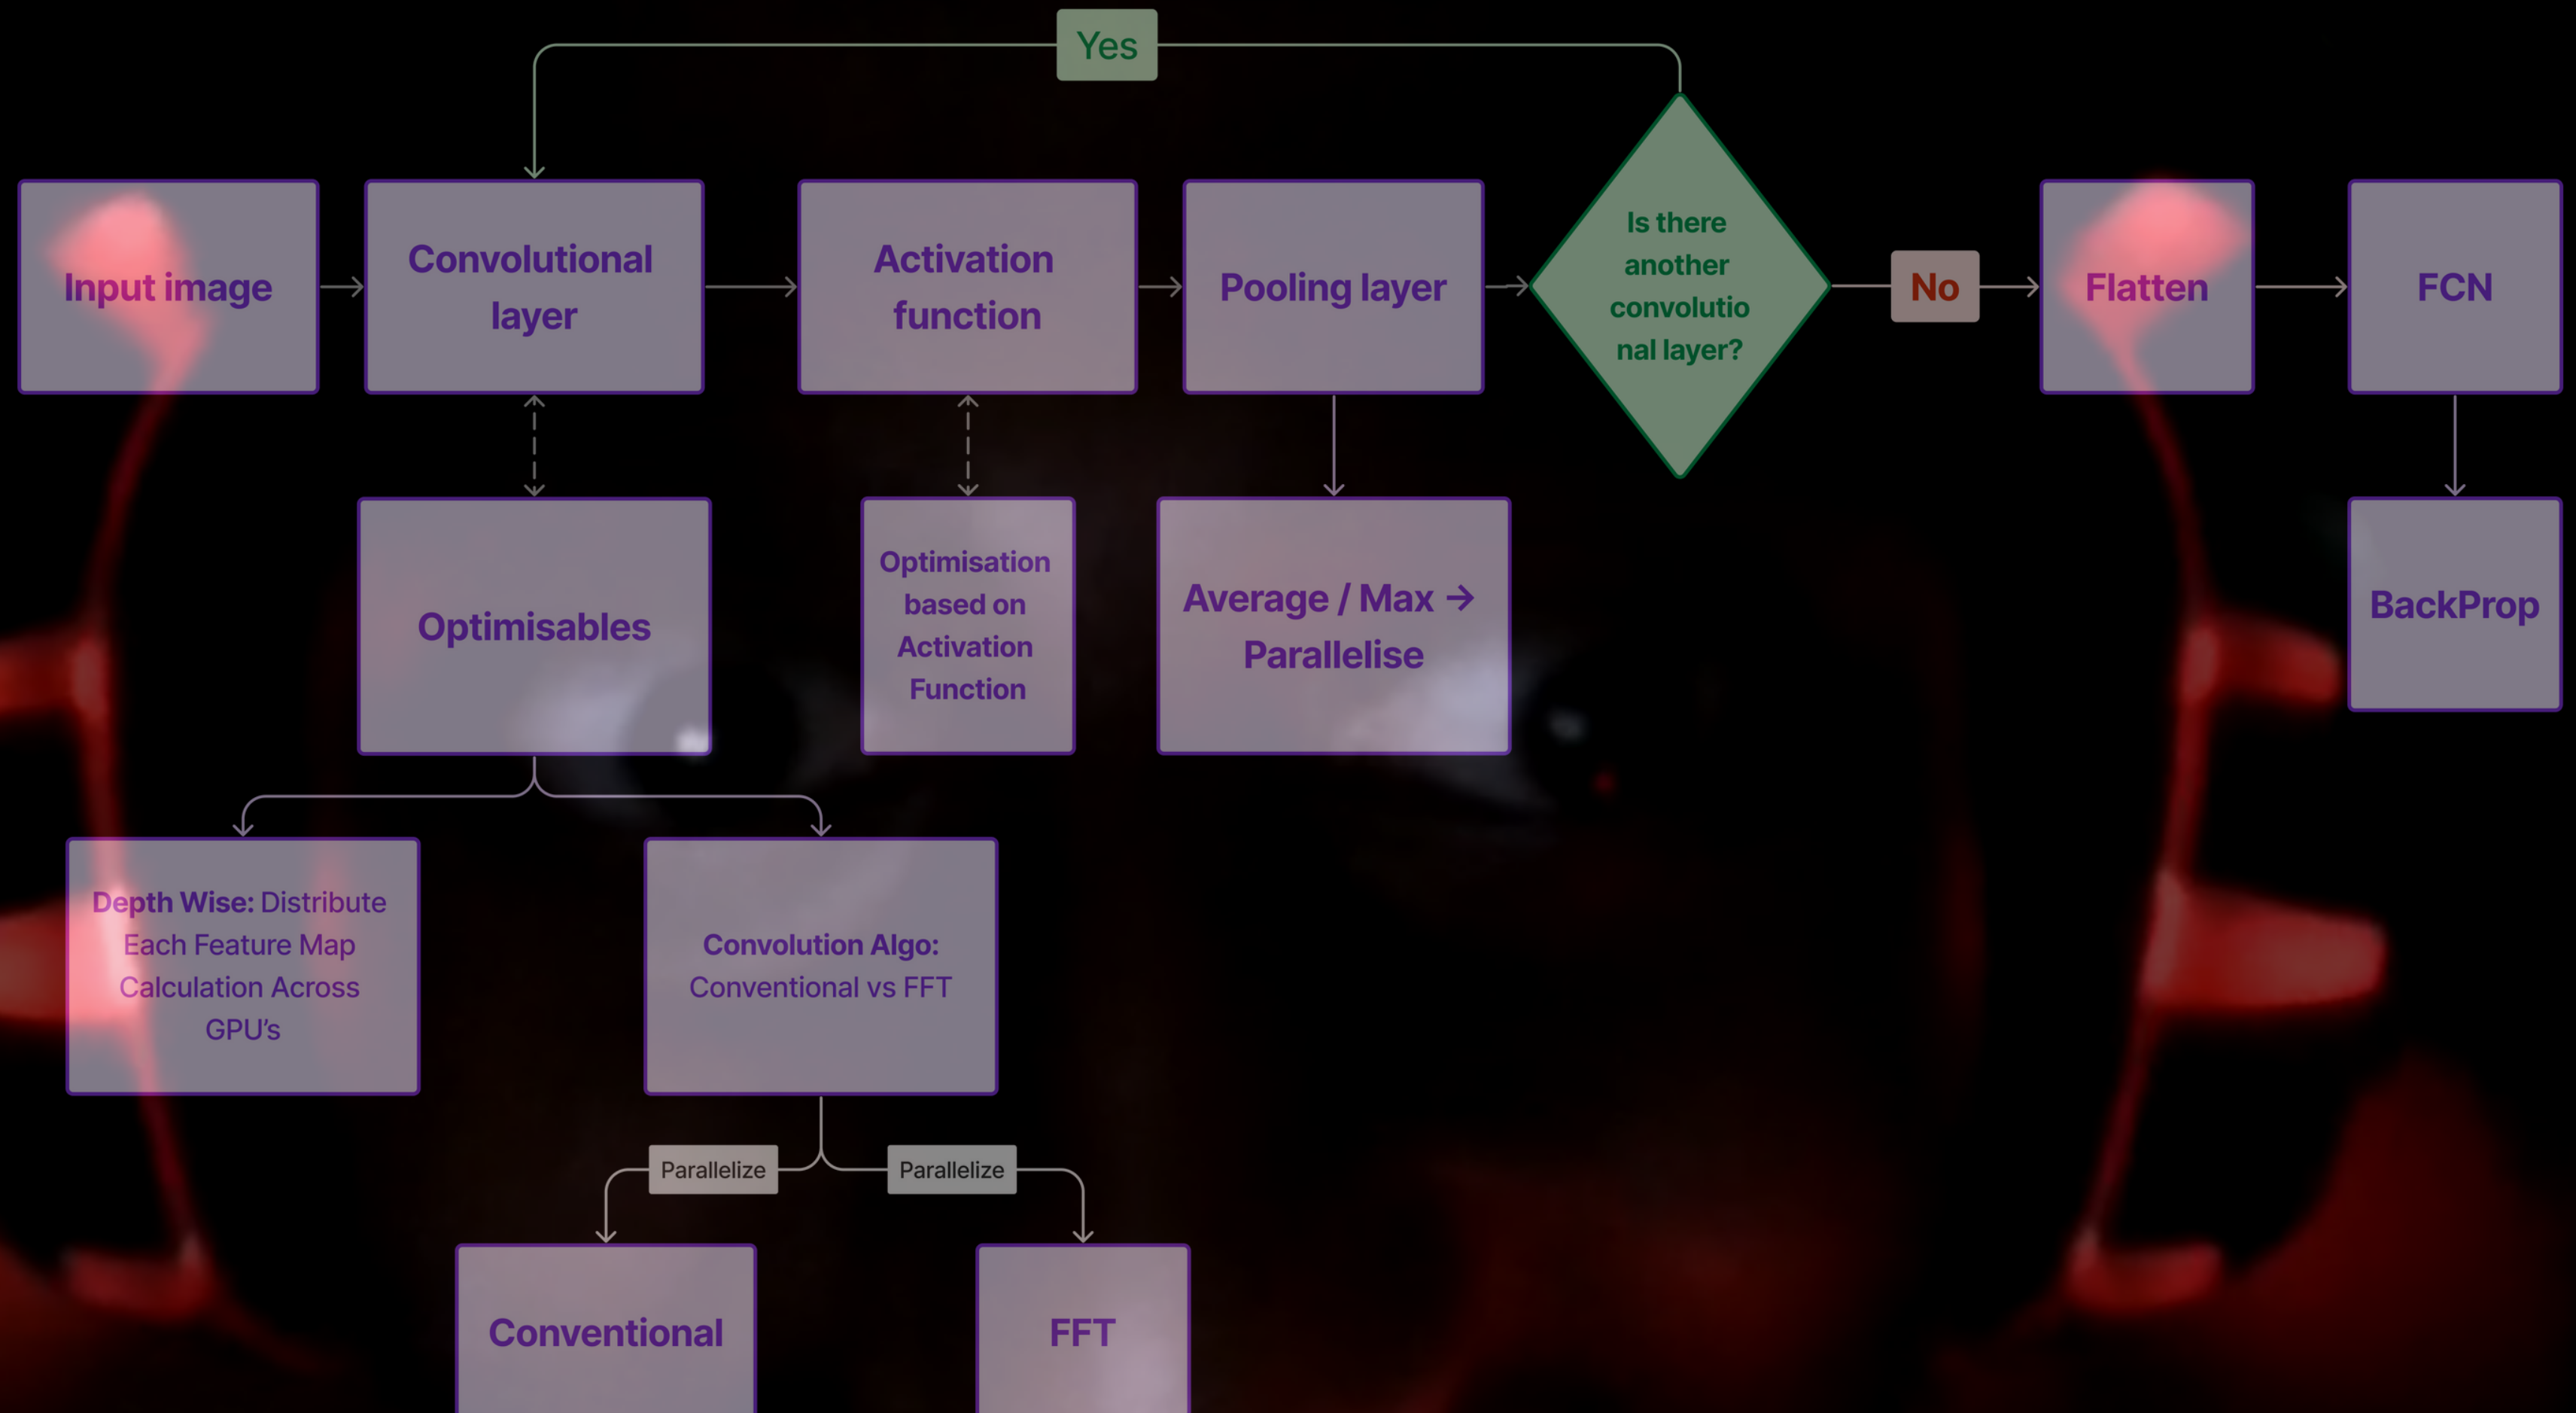 Yes
Input image
Convolutional
layer
Activation
function
Pooling layer
Is there
another
convolutio
nal layer?
No
Flatten
FCN
Optimisables
Optimisation
based on
Activation
Function
Average / Max →
Parallelise
BackProp
Depth Wise: Distribute
Each Feature Map
Calculation Across
GPU’s
Convolution Algo:
Conventional vs FFT
Parallelize
Parallelize
Conventional
FFT